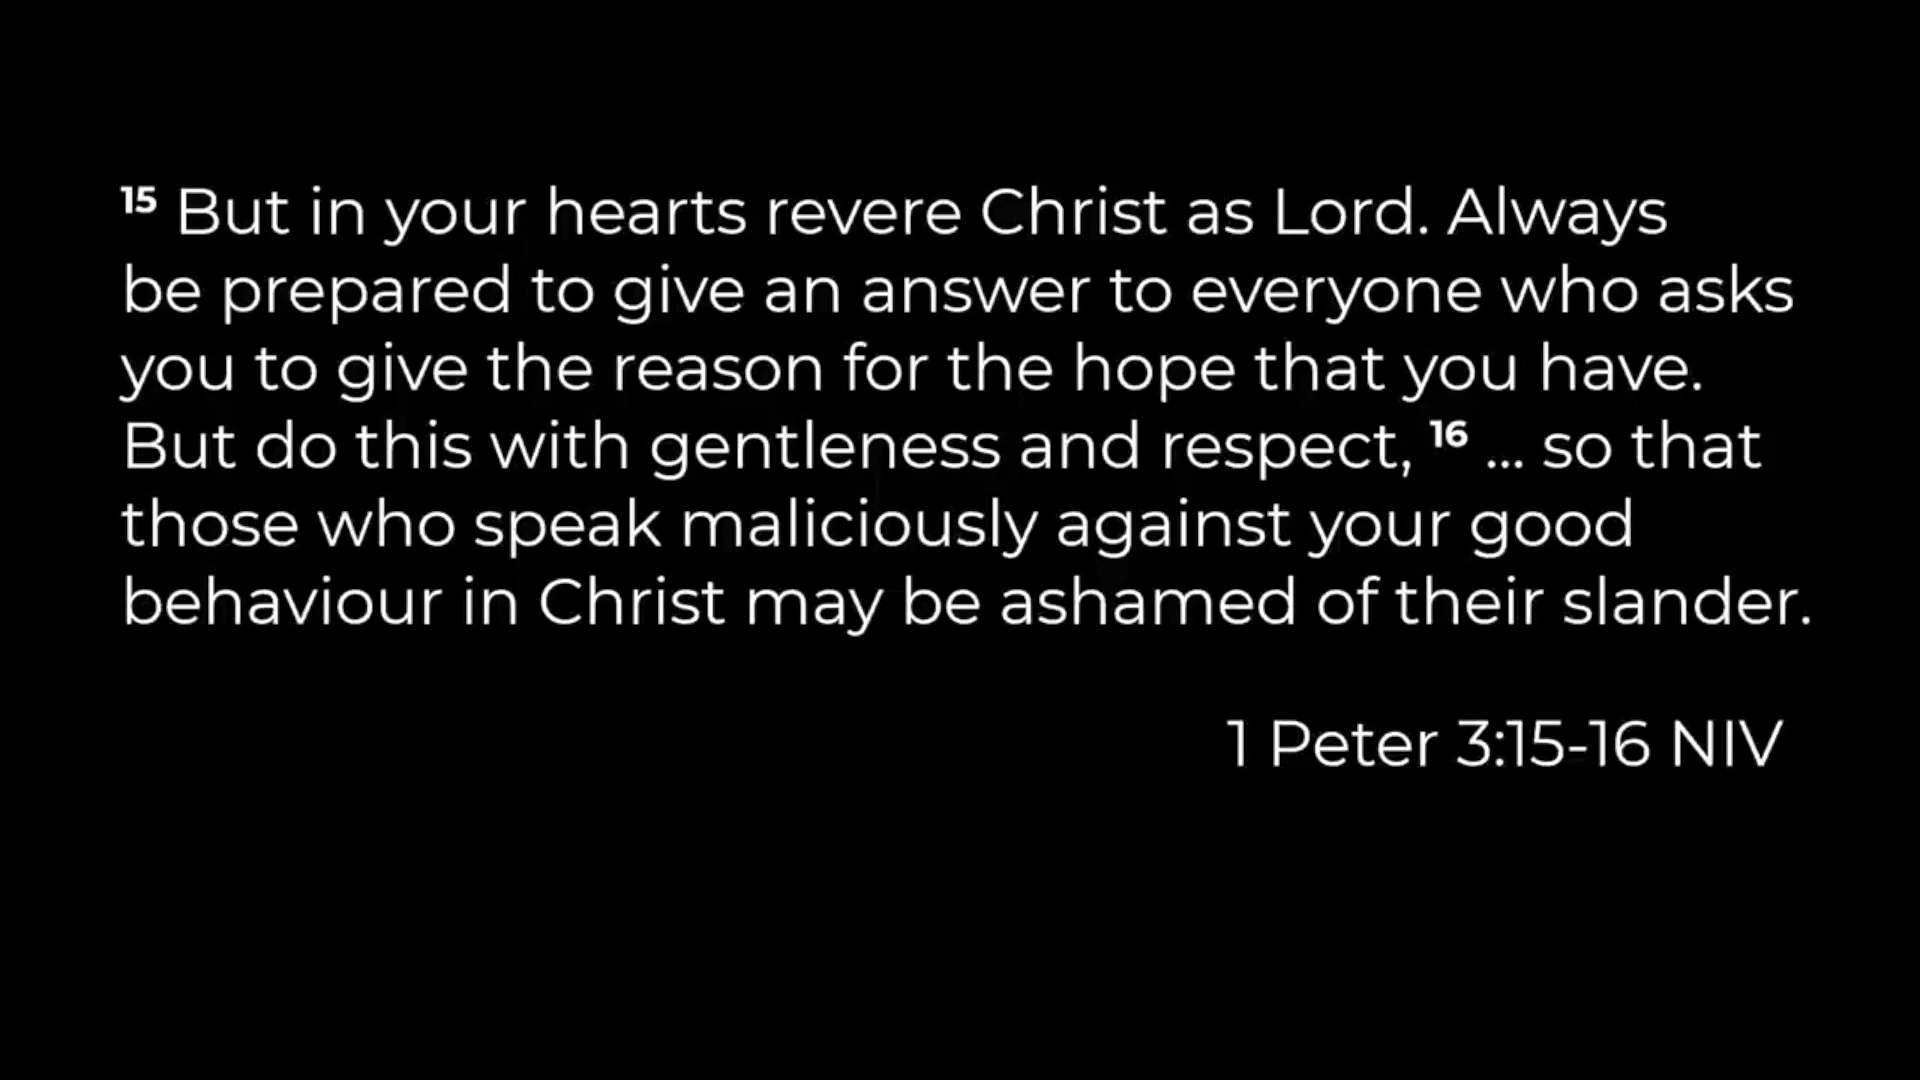 15 But in your hearts revere Christ as Lord. Always
be prepared to give an answer to everyone who asks
you to give the reason for the hope that you have.
But do this with gentleness and respect, 16 ... so that
those who speak maliciously against your good
behaviour in Christ may be ashamed of their slander.
1 Peter 3:15-16 NIV